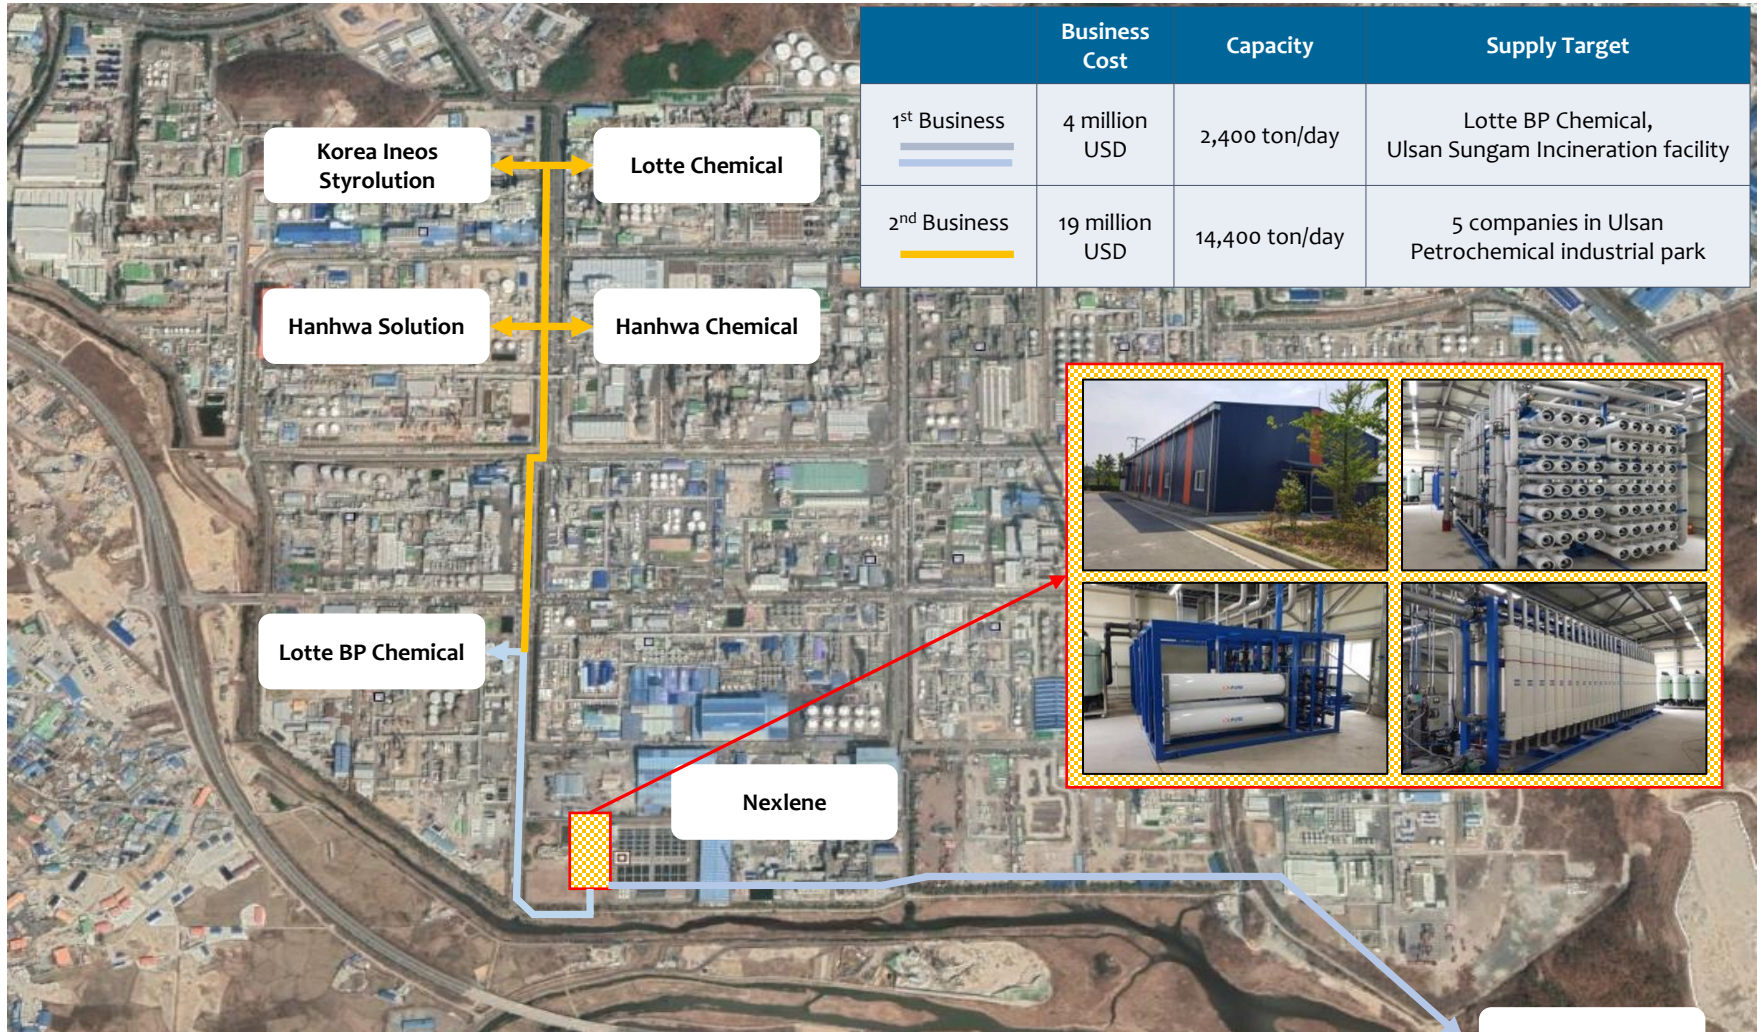 Business
Cost
Capacity
Supply Target
1st Business
4 million
USD
2,400 ton/day
Lotte BP Chemical,
Ulsan Sungam Incineration facility
2nd Business
19 million
USD
14,400 ton/day
5 companies in Ulsan
Petrochemical industrial park
Korea Ineos
Styrolution
Lotte Chemical
Hanhwa Solution
Hanhwa Chemical
Lotte BP Chemical
Nexlene